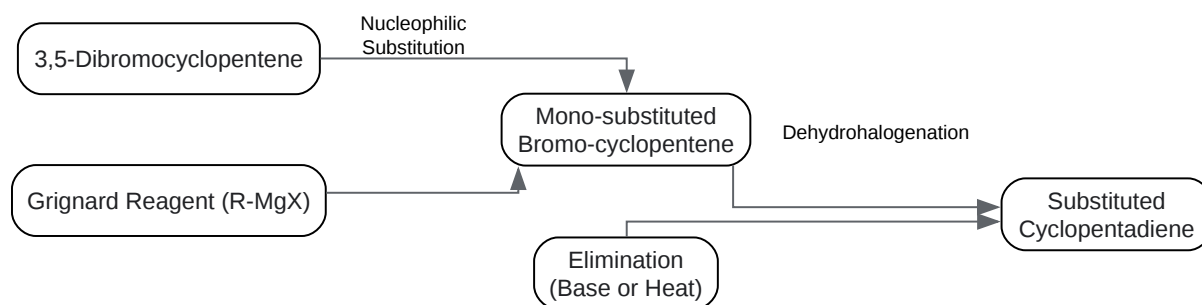 Nucleophilic
Substitution
3,5-Dibromocyclopentene
Mono-substituted
Bromo-cyclopentene
Dehydrohalogenation
Grignard Reagent (R-MgX)
Substituted
Cyclopentadiene
Elimination
(Base or Heat)